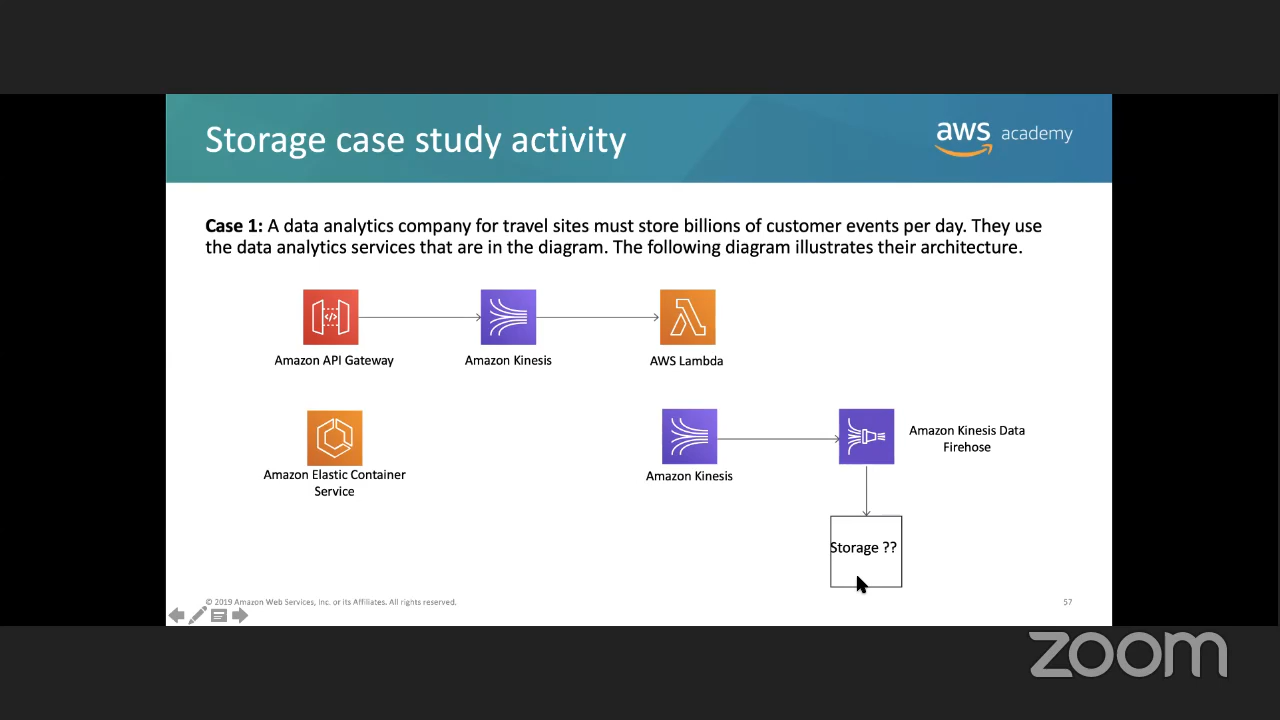 Storage case study activity
aws academy
Case 1: A data analytics company for travel sites must store billions of customer events per day. They use
the data analytics services that are in the diagram. The following diagram illustrates their architecture.
Amazon API Gateway
Amazon Kinesis
AWS Lambda
Amazon Elastic Container
Service
Amazon Kinesis
Amazon Kinesis Data
Firehose
Storage ??
© 2019 Amazon Web Services, Inc. or its Affiliates. All rights reserved.
57
zoom